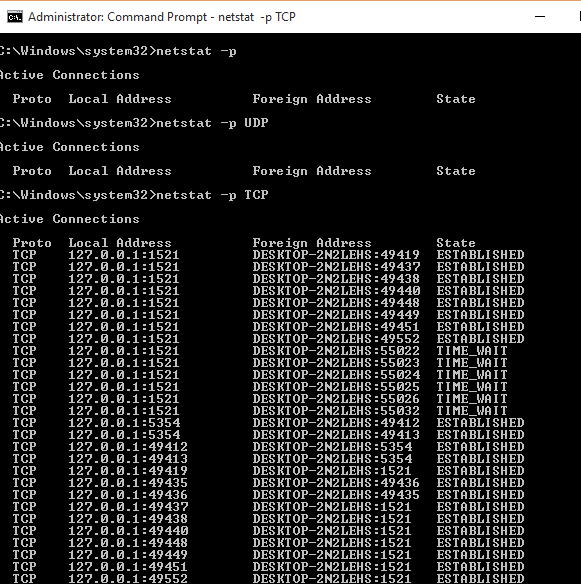 Administrator: Command Prompt - netstat -p TCP
C:\Windows\system32>netstat -p
Active Connections
Proto Local Address Foreign Address State
C:\Windows\system32>netstat -p UDP
Active Connections
Proto Local Address Foreign Address State
C:\Windows\system32>netstat -p TCP
Active Connections
Proto Local Address Foreign Address State
TCP 127.0.0.1:1521 DESKTOP-2N2LEHS:49419 ESTABLISHED
TCP 127.0.0.1:1521 DESKTOP-2N2LEHS:49437 ESTABLISHED
TCP 127.0.0.1:1521 DESKTOP-2N2LEHS:49438 ESTABLISHED
TCP 127.0.0.1:1521 DESKTOP-2N2LEHS:49440 ESTABLISHED
TCP 127.0.0.1:1521 DESKTOP-2N2LEHS:49448 ESTABLISHED
TCP 127.0.0.1:1521 DESKTOP-2N2LEHS:49449 ESTABLISHED
TCP 127.0.0.1:1521 DESKTOP-2N2LEHS:49451 ESTABLISHED
TCP 127.0.0.1:1521 DESKTOP-2N2LEHS:49552 ESTABLISHED
TCP 127.0.0.1:1521 DESKTOP-2N2LEHS:55022 TIME_WAIT
TCP 127.0.0.1:1521 DESKTOP-2N2LEHS:55023 TIME_WAIT
TCP 127.0.0.1:1521 DESKTOP-2N2LEHS:55024 TIME_WAIT
TCP 127.0.0.1:1521 DESKTOP-2N2LEHS:55025 TIME_WAIT
TCP 127.0.0.1:1521 DESKTOP-2N2LEHS:55026 TIME_WAIT
TCP 127.0.0.1:1521 DESKTOP-2N2LEHS:55032 TIME_WAIT
TCP 127.0.0.1:5354 DESKTOP-2N2LEHS:49412 ESTABLISHED
TCP 127.0.0.1:5354 DESKTOP-2N2LEHS:49413 ESTABLISHED
TCP 127.0.0.1:49412 DESKTOP-2N2LEHS:5354 ESTABLISHED
TCP 127.0.0.1:49413 DESKTOP-2N2LEHS:5354 ESTABLISHED
TCP 127.0.0.1:49419 DESKTOP-2N2LEHS:1521 ESTABLISHED
TCP 127.0.0.1:49435 DESKTOP-2N2LEHS:49436 ESTABLISHED
TCP 127.0.0.1:49436 DESKTOP-2N2LEHS:49435 ESTABLISHED
TCP 127.0.0.1:49437 DESKTOP-2N2LEHS:1521 ESTABLISHED
TCP 127.0.0.1:49438 DESKTOP-2N2LEHS:1521 ESTABLISHED
TCP 127.0.0.1:49440 DESKTOP-2N2LEHS:1521 ESTABLISHED
TCP 127.0.0.1:49448 DESKTOP-2N2LEHS:1521 ESTABLISHED
TCP 127.0.0.1:49449 DESKTOP-2N2LEHS:1521 ESTABLISHED
TCP 127.0.0.1:49451 DESKTOP-2N2LEHS:1521 ESTABLISHED
TCP 127.0.0.1:49552 DESKTOP-2N2LEHS:1521 ESTABLISHED